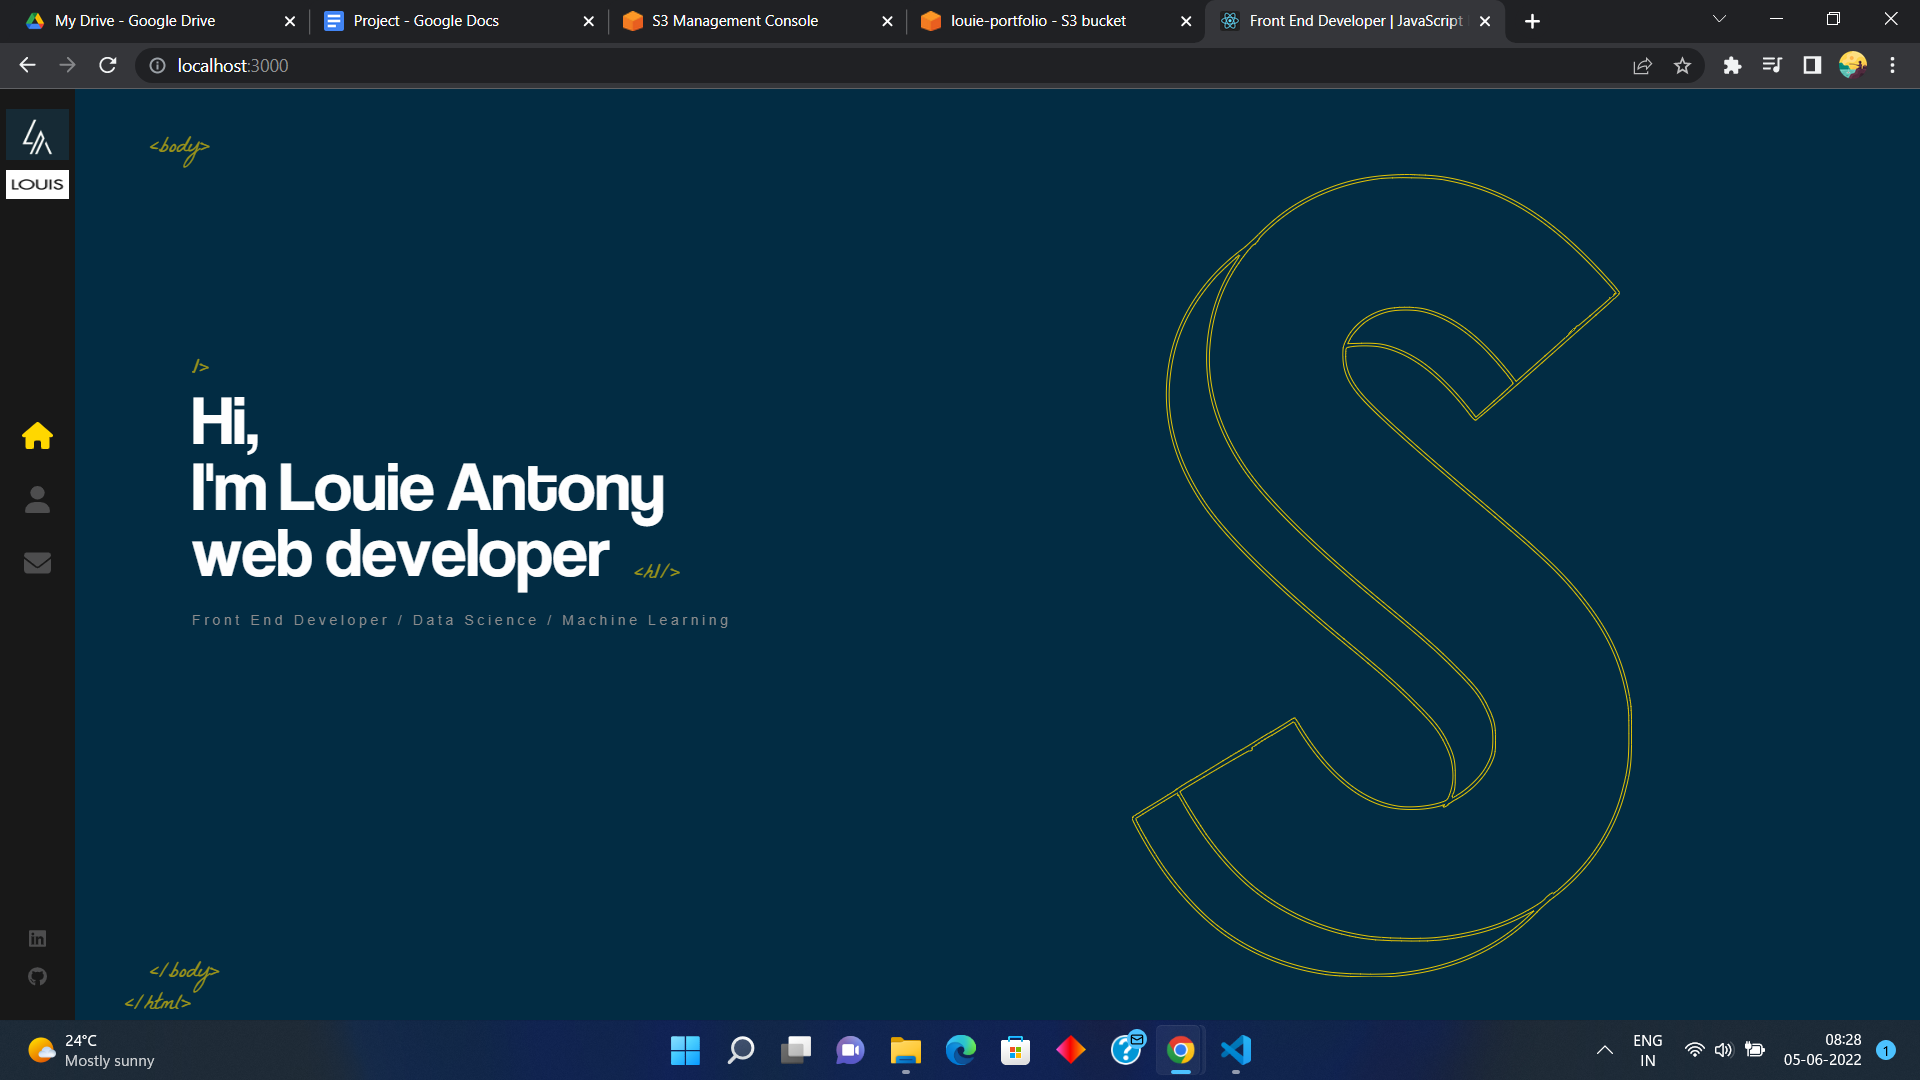 My Drive - Google Drive
Project - Google Docs
S3 Management Console
louie-portfolio - S3 bucket
Front End Developer | JavaScript
localhost:3000
LOUIS
<body>
/>
Hi,
I'm Louie Antony
web developer
<h1/>
Front End Developer / Data Science / Machine Learning
</body>
</html>
24°C
Mostly sunny
ENG
IN
08:28
05-06-2022
1